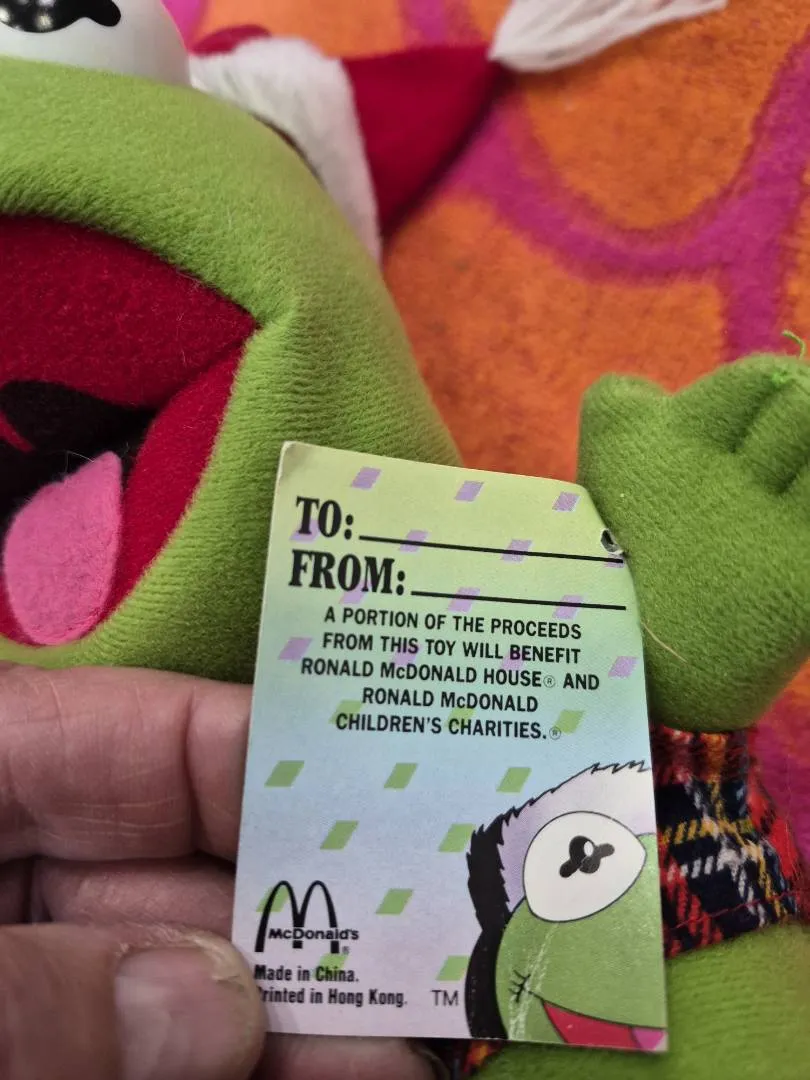 TO:
FROM:
A PORTION OF THE PROCEEDS
FROM THIS TOY WILL BENEFIT
RONALD McDONALD HOUSE® AND
RONALD McDONALD
CHILDREN'S CHARITIES.®
McDonald's®
Made in China.
Printed in Hong Kong. TM